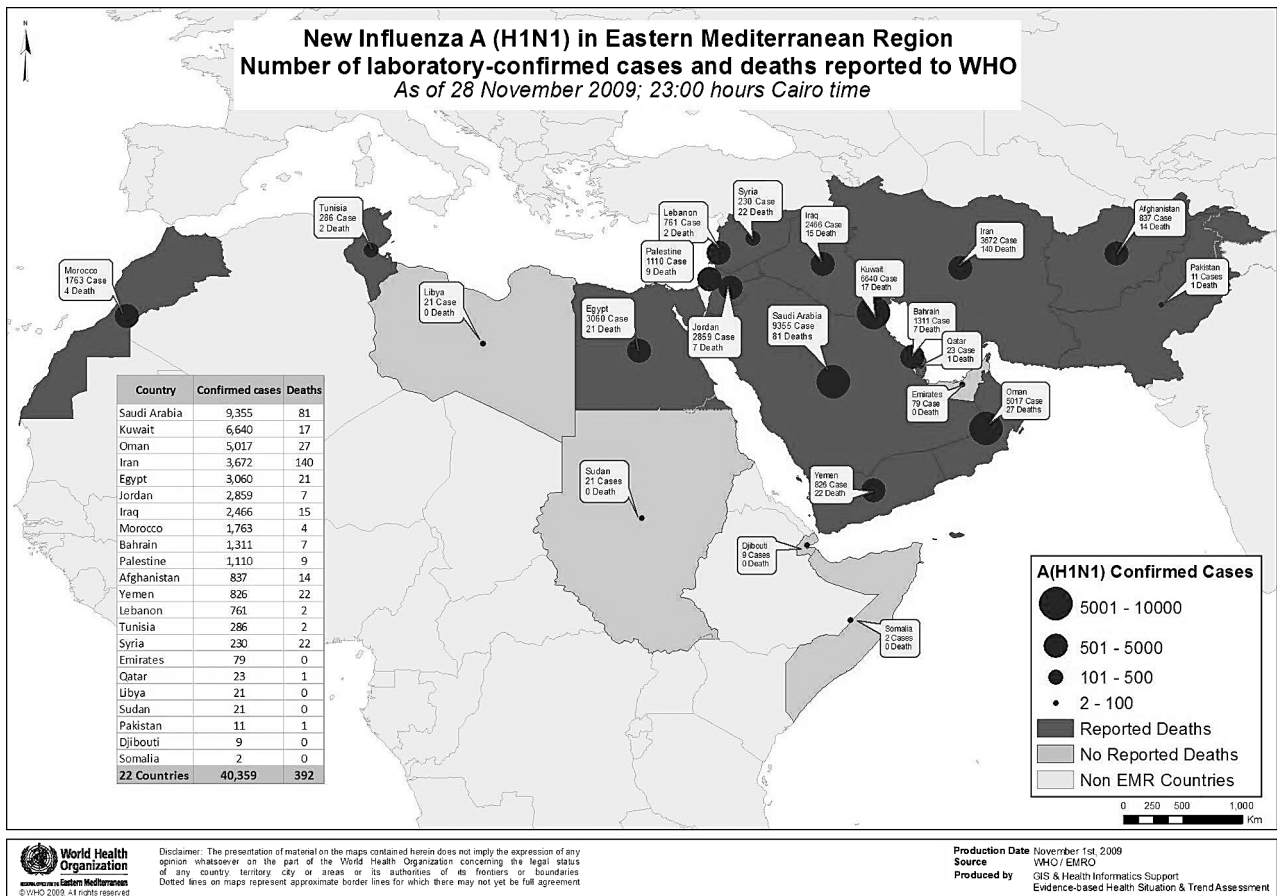 N
New Influenza A (H1N1) in Eastern Mediterranean Region
Number of laboratory-confirmed cases and deaths reported to WHO
As of 28 November 2009; 23:00 hours Cairo time
Tunisia
286 Case
2 Death
Morocco
1763 Case
4 Death
Libya
21 Case
0 Death
Egypt
3060 Case
21 Death
Lebanon
761 Case
2 Death
Palestine
1110 Case
9 Death
Syria
230 Case
22 Death
Iraq
2466 Case
15 Death
Jordan
2859 Case
7 Death
Saudi Arabia
9355 Case
81 Deaths
Kuwait
6640 Case
17 Death
Iran
3672 Case
140 Death
Afghanistan
837 Case
14 Death
Pakistan
11 Cases
1 Death
Bahrain
1311 Case
7 Death
Qatar
23 Case
1 Death
Emirates
79 Case
0 Death
Oman
5017 Case
27 Deaths
Yemen
826 Case
22 Death
Sudan
21 Cases
0 Death
Djibouti
9 Cases
0 Death
Somalia
2 Cases
0 Death
Country Confirmed cases Deaths
Saudi Arabia 9,355 81
Kuwait 6,640 17
Oman 5,017 27
Iran 3,672 140
Egypt 3,060 21
Jordan 2,859 7
Iraq 2,466 15
Morocco 1,763 4
Bahrain 1,311 7
Palestine 1,110 9
Afghanistan 837 14
Yemen 826 22
Lebanon 761 2
Tunisia 286 2
Syria 230 22
Emirates 79 0
Qatar 23 1
Libya 21 0
Sudan 21 0
Pakistan 11 1
Djibouti 9 0
Somalia 2 0
22 Countries 40,359 392
A(H1N1) Confirmed Cases
5001 - 10000
501 - 5000
101 - 500
2 - 100
Reported Deaths
No Reported Deaths
Non EMR Countries
0 250 500 1,000
Km
World Health
Organization
REGIONAL OFFICE FOR THE Eastern Mediterranean
© WHO 2009. All rights reserved
Disclaimer: The presentation of material on the maps contained herein does not imply the expression of any
opinion whatsoever on the part of the World Health Organization concerning the legal status
of any country, territory, city or areas or its authorities of its frontiers or boundaries
Dotted lines on maps represent approximate border lines for which there may not yet be full agreement
Production Date November 1st, 2009
Source WHO / EMRO
Produced by GIS & Health Informatics Support
Evidence-based Health Situation & Trend Assessment